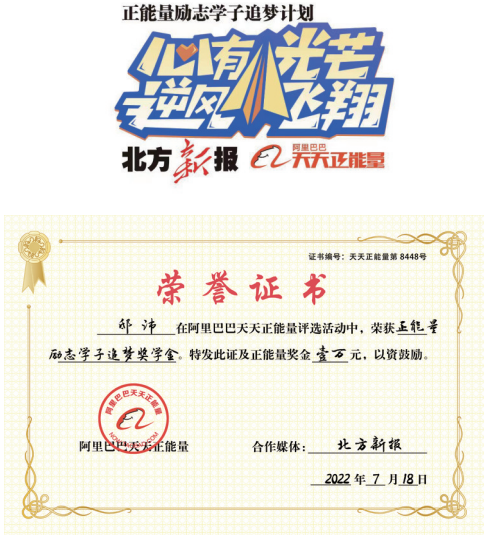 正能量励志学子追梦计划
心有光芒
逆风飞翔
北方新报
阿里巴巴
天天正能量
证书编号：天天正能量第 8448号
荣誉证书
邬沛 在阿里巴巴天天正能量评选活动中，荣获正能量
励志学子追梦奖学金。特发此证及正能量奖金 壹万 元，以资鼓励。
阿里巴巴天天正能量
阿里巴巴天天正能量
合作媒体： 北方新报
2022 年 7 月 18 日